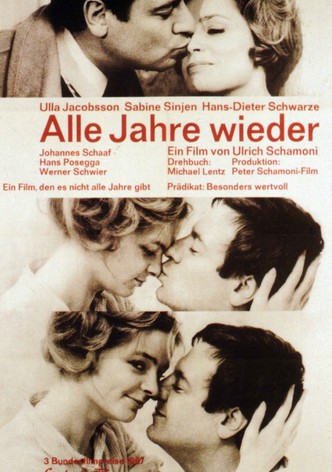 Ulla Jacobsson Sabine Sinjen Hans-Dieter Schwarze
Alle Jahre wieder
Johannes Schaaf
Hans Posegga
Werner Schwier
Ein Film von Ulrich Schamoni
Drehbuch: Produktion:
Michael Lentz Peter Schamoni-Film
Ein Film, den es nicht alle Jahre gibt Prädikat: Besonders wertvoll
3 Bundesfilmpreise